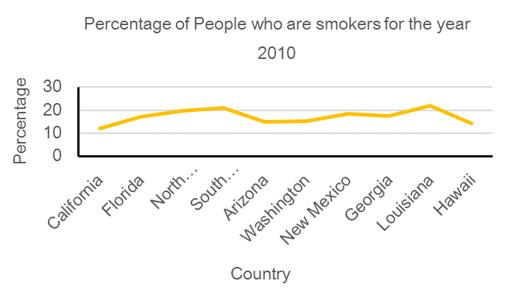 Percentage of People who are smokers for the year
2010
Percentage
30
20
10
0
California
Florida
North…
South…
Arizona
Washington
New Mexico
Georgia
Louisiana
Hawaii
Country